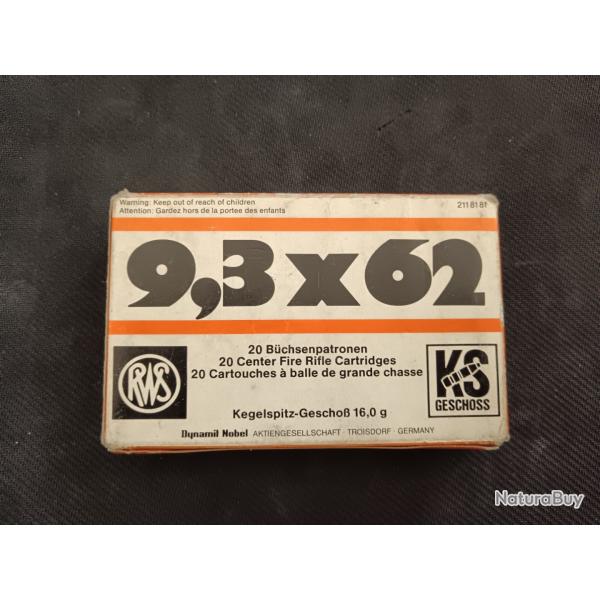 Warning: Keep out of reach of children
Attention: Gardez hors de la portee des enfants
211 81 81
9,3x62
20 Büchsenpatronen
20 Center Fire Rifle Cartridges
20 Cartouches à balle de grande chasse
RWS
KS
GESCHOSS
Kegelspitz-Geschoß 16,0 g
Dynamit Nobel AKTIENGESELLSCHAFT · TROISDORF · GERMANY
NaturaBuy